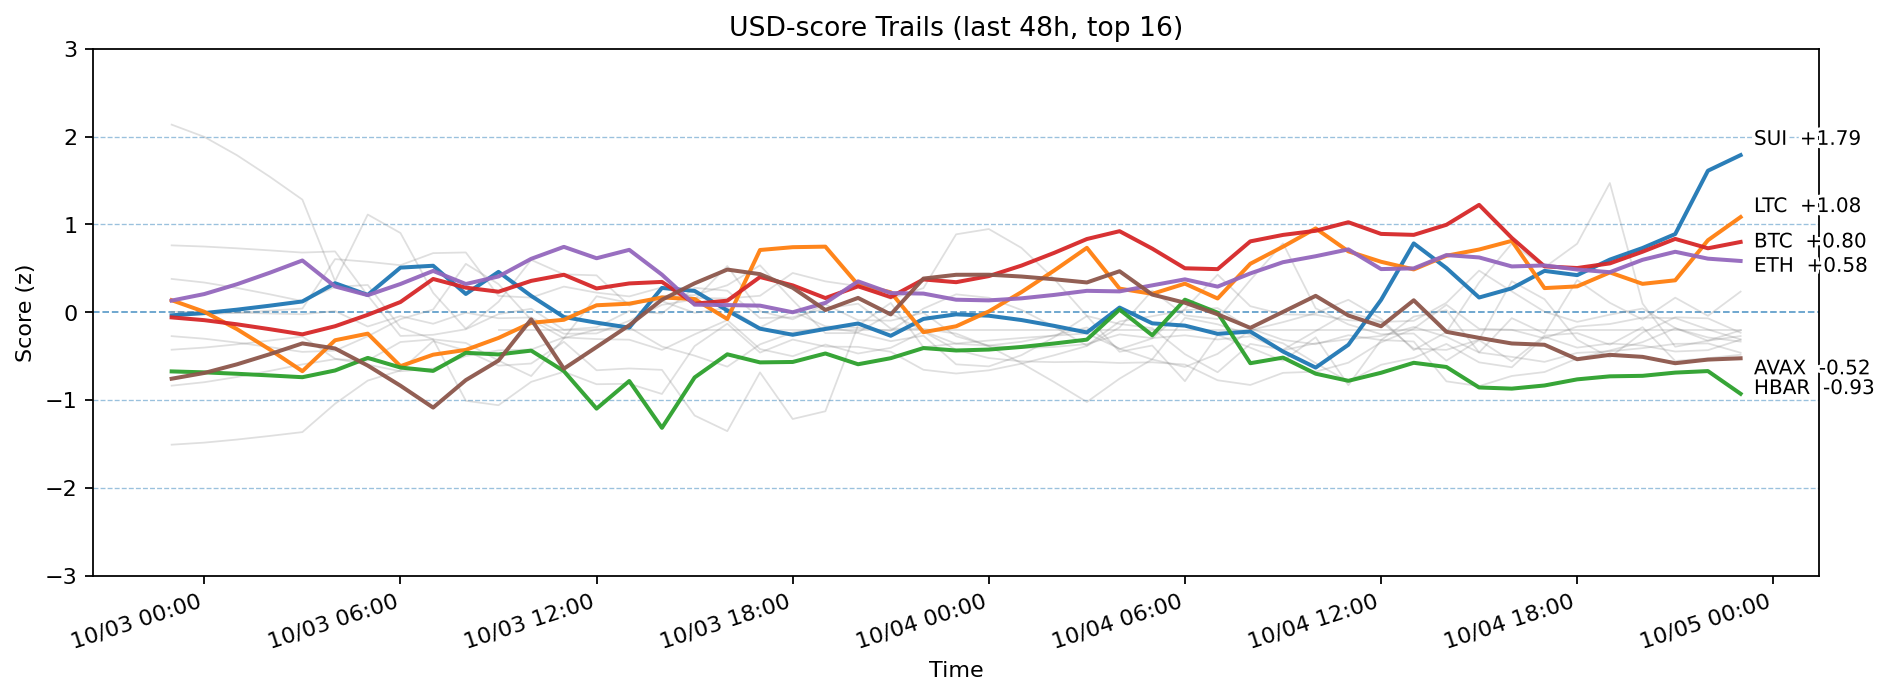 USD-score Trails (last 48h, top 16)
3
2
1
0
−1
−2
−3
Score (z)
SUI +1.79
LTC +1.08
BTC +0.80
ETH +0.58
AVAX -0.52
HBAR -0.93
10/03 00:00
10/03 06:00
10/03 12:00
10/03 18:00
10/04 00:00
10/04 06:00
10/04 12:00
10/04 18:00
10/05 00:00
Time